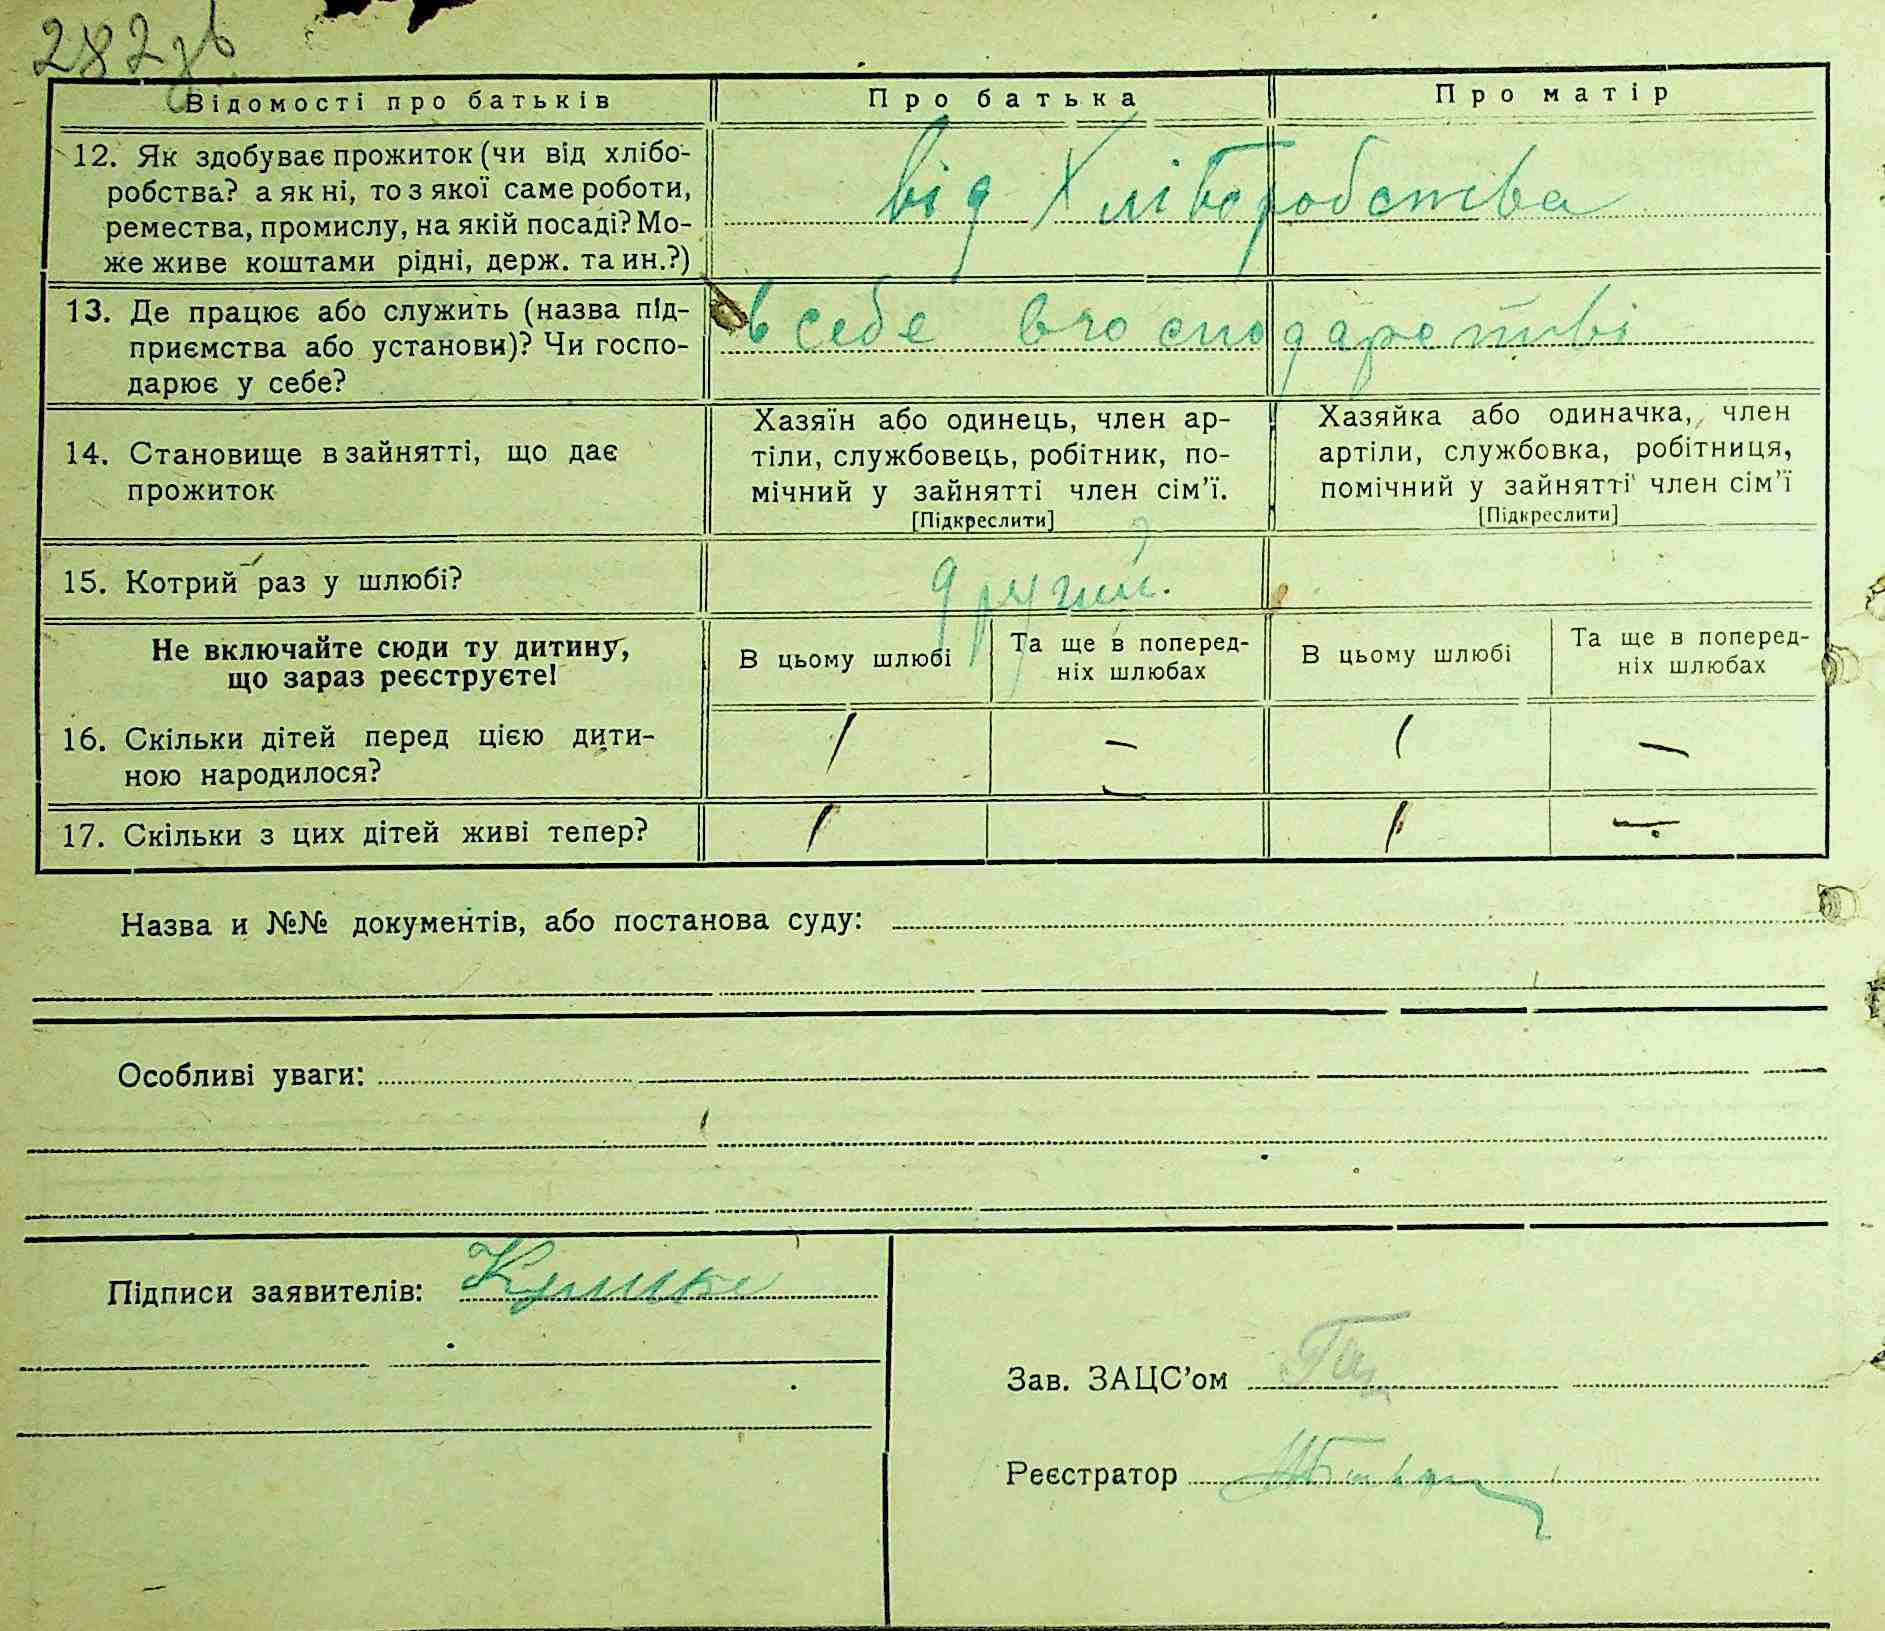 282зв
Відомості про батьків
Про батька
Про матір
12. Як здобуває прожиток (чи від хлібо-
робства? а як ні, то з якої саме роботи,
ремества, промислу, на якій посаді? Мо-
же живе коштами рідні, держ. та ин.?)
від Хліборобства
13. Де працює або служить (назва під-
приємства або установи)? Чи госпо-
дарює у себе?
в себе в господарстві
14. Становище в зайнятті, що дає
прожиток
Хазяїн або одинець, член ар-
тіли, службовець, робітник, по-
мічний у зайнятті член сім'ї.
[Підкреслити]
Хазяйка або одиначка, член
артіли, службовка, робітниця,
помічний у зайнятті член сім'ї
[Підкреслити]
15. Котрий раз у шлюбі?
другий.
Не включайте сюди ту дитину,
що зараз реєструєте!
В цьому шлюбі
Та ще в поперед-
ніх шлюбах
В цьому шлюбі
Та ще в поперед-
ніх шлюбах
16. Скільки дітей перед цією дити-
ною народилося?
1 — 1 —
17. Скільки з цих дітей живі тепер?
1 — 1 —
Назва и №№ документів, або постанова суду:
Особливі уваги:
Підписи заявителів:
Зав. ЗАЦС'ом
Реєстратор